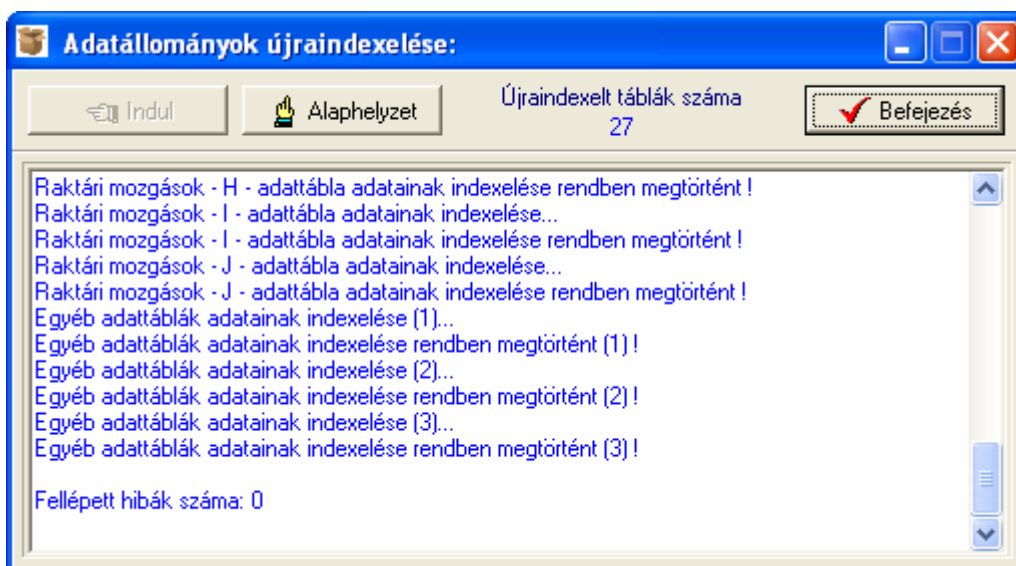 Adatállományok újraindexelése:
Indul
Alaphelyzet
Újraindexelt táblák száma
27
Befejezés
Raktári mozgások - H - adattábla adatainak indexelése rendben megtörtént !
Raktári mozgások - I - adattábla adatainak indexelése...
Raktári mozgások - I - adattábla adatainak indexelése rendben megtörtént !
Raktári mozgások - J - adattábla adatainak indexelése...
Raktári mozgások - J - adattábla adatainak indexelése rendben megtörtént !
Egyéb adattáblák adatainak indexelése (1)...
Egyéb adattáblák adatainak indexelése rendben megtörtént (1) !
Egyéb adattáblák adatainak indexelése (2)...
Egyéb adattáblák adatainak indexelése rendben megtörtént (2) !
Egyéb adattáblák adatainak indexelése (3)...
Egyéb adattáblák adatainak indexelése rendben megtörtént (3) !
Fellépett hibák száma: 0